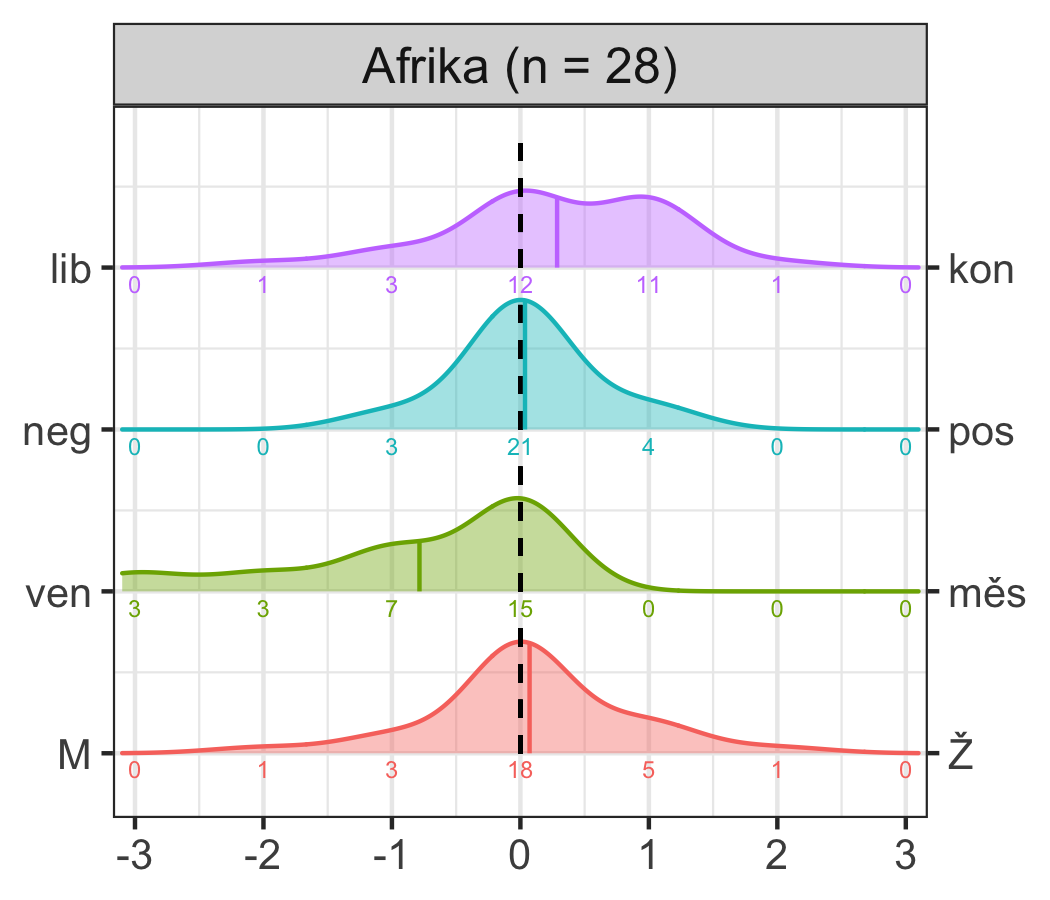 Afrika (n = 28)
lib kon
0 1 3 12 11 1 0
neg pos
0 0 3 21 4 0 0
ven měs
3 3 7 15 0 0 0
M Ž
0 1 3 18 5 1 0
-3 -2 -1 0 1 2 3